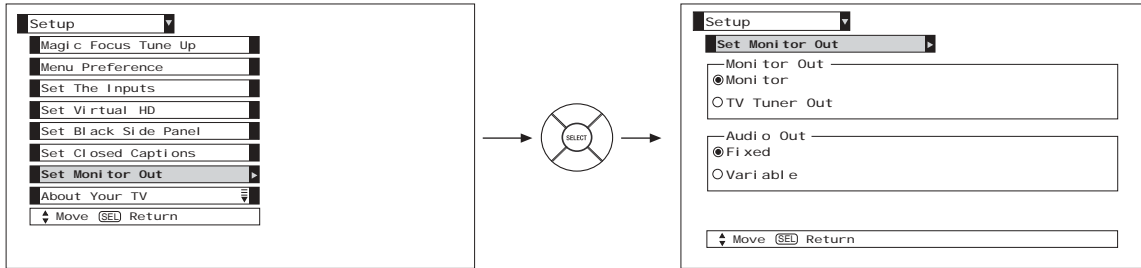 Setup
Magic Focus Tune Up
Menu Preference
Set The Inputs
Set Virtual HD
Set Black Side Panel
Set Closed Captions
Set Monitor Out
About Your TV
Move SEL Return
SELECT
Setup
Set Monitor Out
Monitor Out
Monitor
TV Tuner Out
Audio Out
Fixed
Variable
Move SEL Return